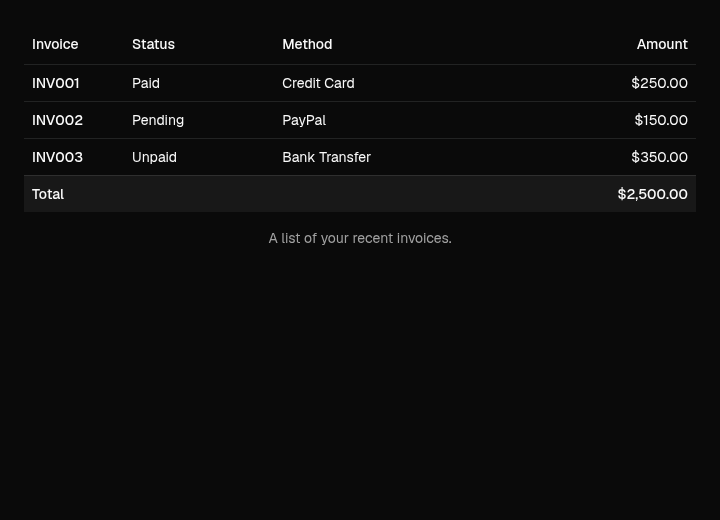 Invoice Status Method Amount
INV001 Paid Credit Card $250.00
INV002 Pending PayPal $150.00
INV003 Unpaid Bank Transfer $350.00
Total $2,500.00
A list of your recent invoices.